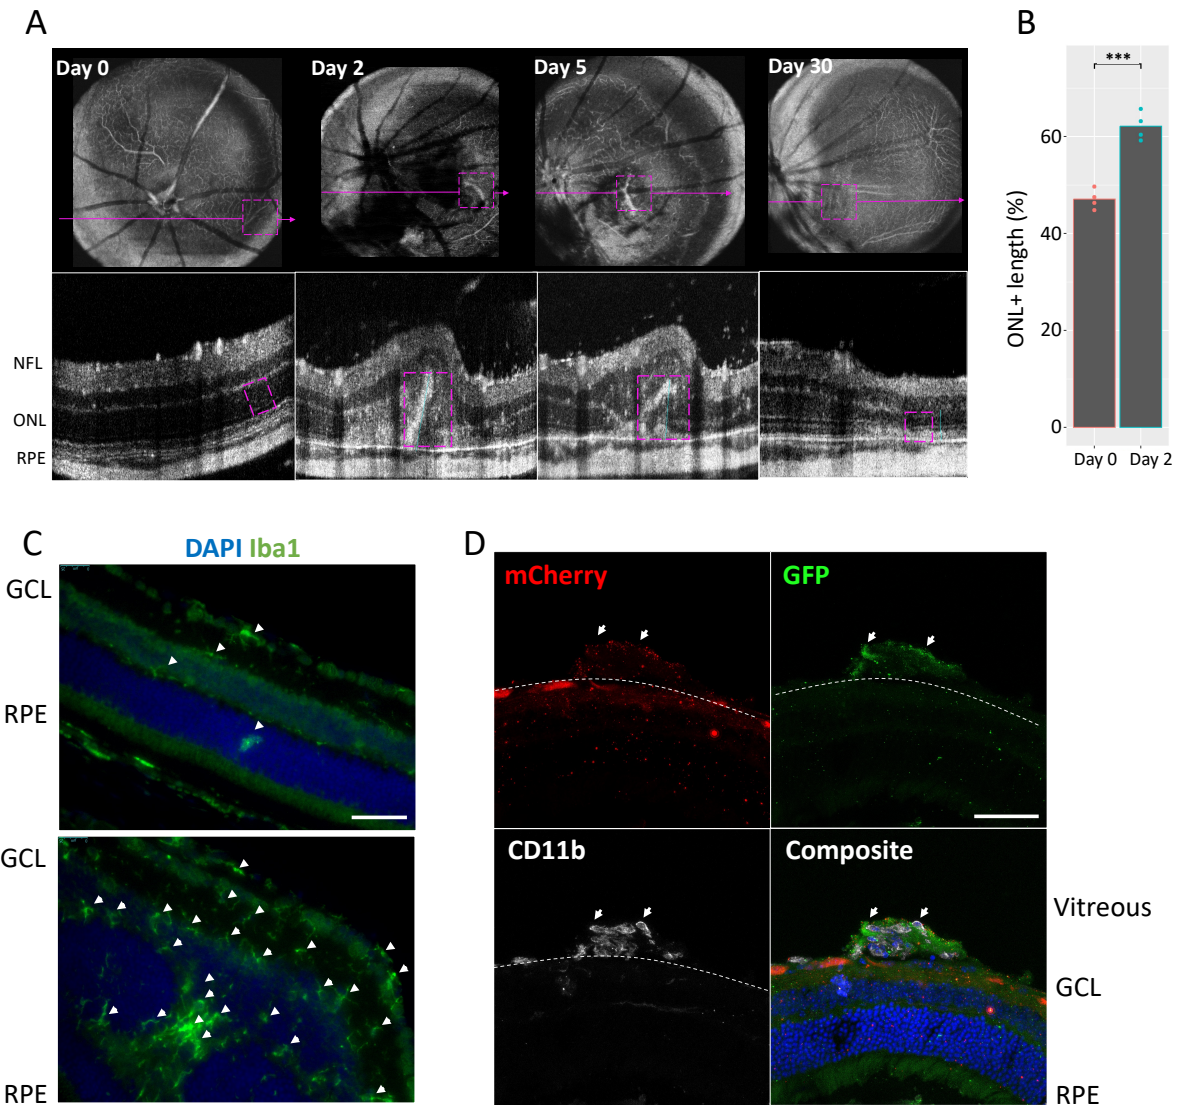 A
B
Day 0
Day 2
Day 5
Day 30
NFL
ONL
RPE
***
ONL+ length (%)
60
40
20
0
Day 0
Day 2
C
D
DAPI Iba1
GCL
RPE
GCL
RPE
mCherry
GFP
CD11b
Composite
Vitreous
GCL
RPE